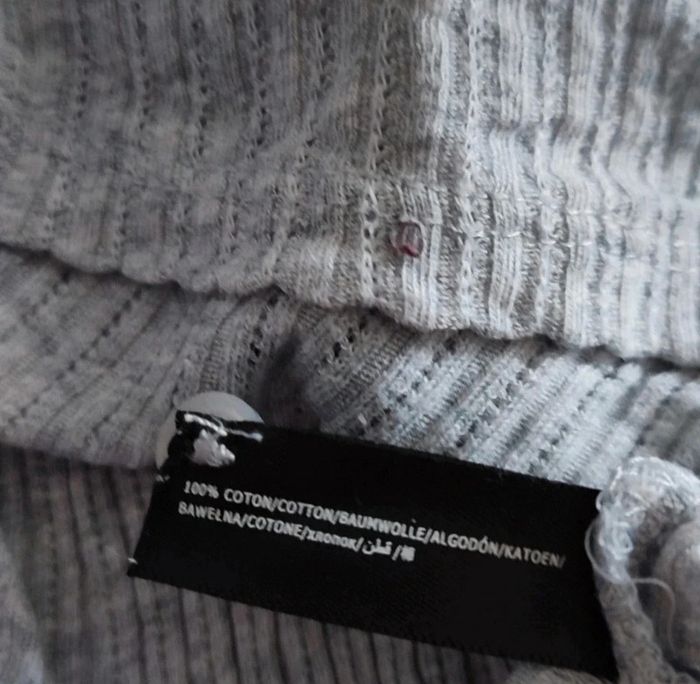 100% COTON/COTTON/BAUMWOLLE/ALGODÓN/KATOEN/
BAWEŁNA/COTONE/хлопок/قطن/棉